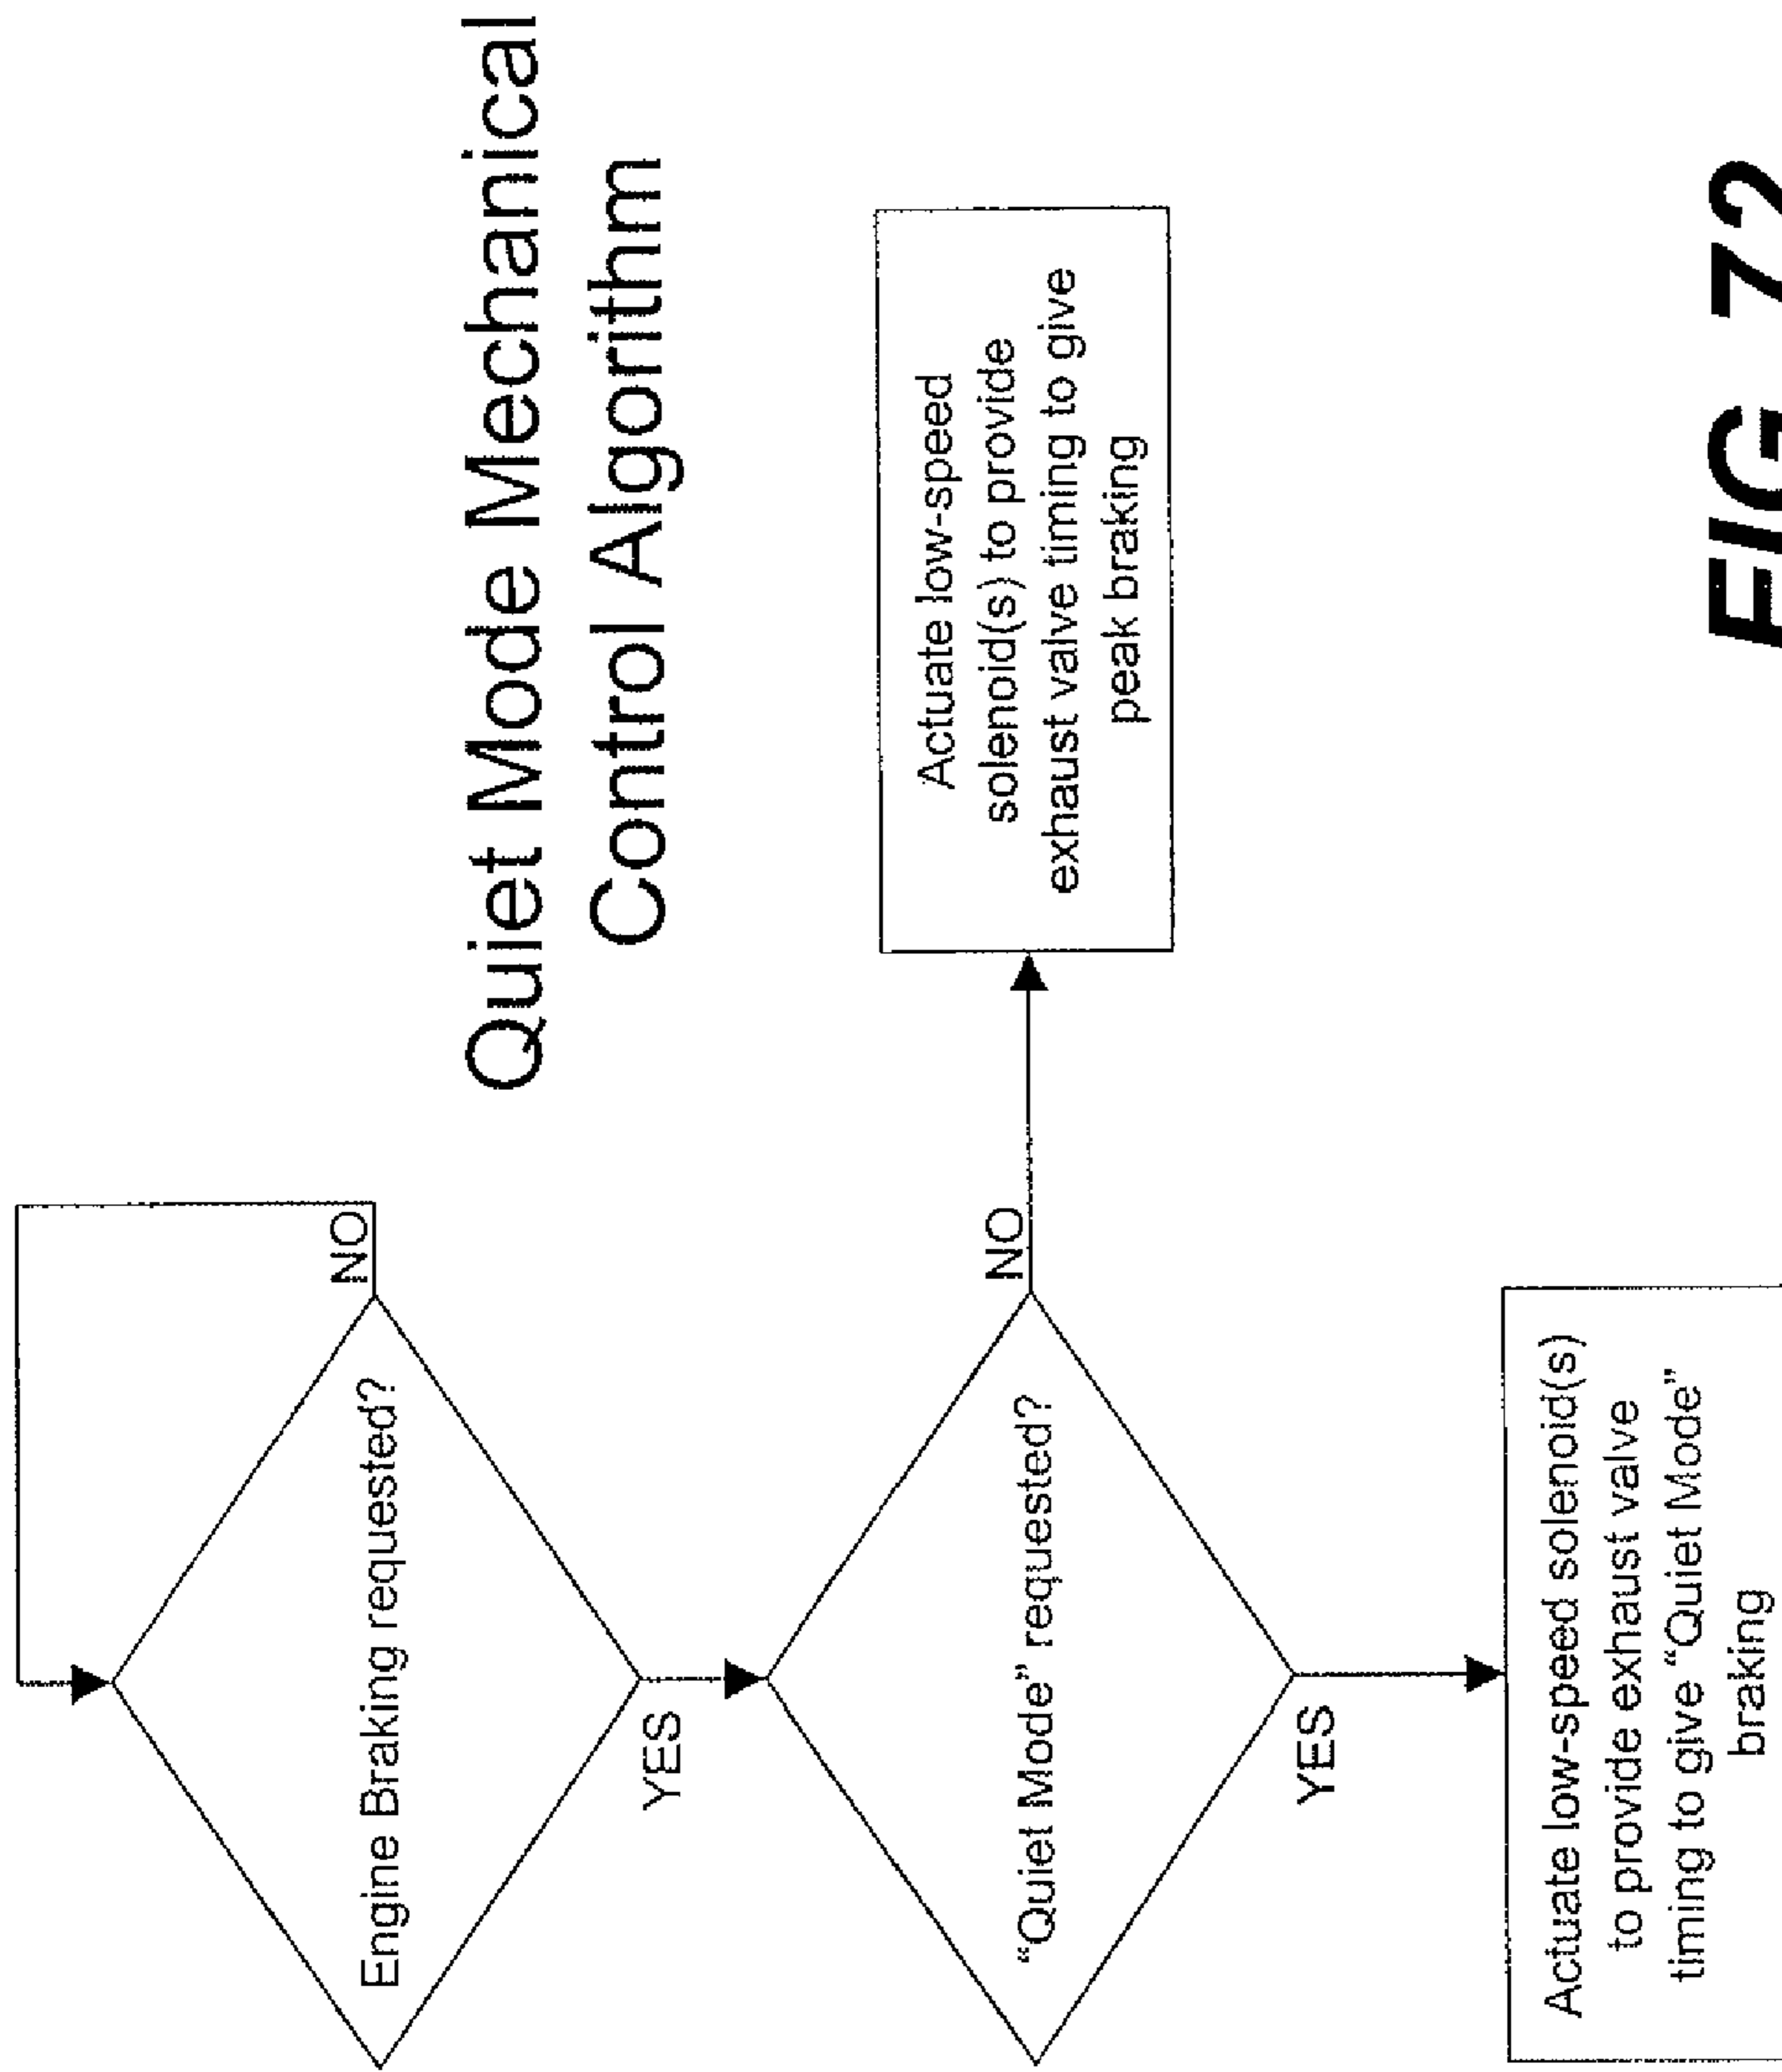 Quiet Mode Mechanical
Control Algorithm
Engine Braking requested?
NO
YES
“Quiet Mode” requested?
NO
Actuate low-speed
solenoid(s) to provide
exhaust valve timing to give
peak braking
YES
Actuate low-speed solenoid(s)
to provide exhaust valve
timing to give “Quiet Mode”
braking
FIG 72